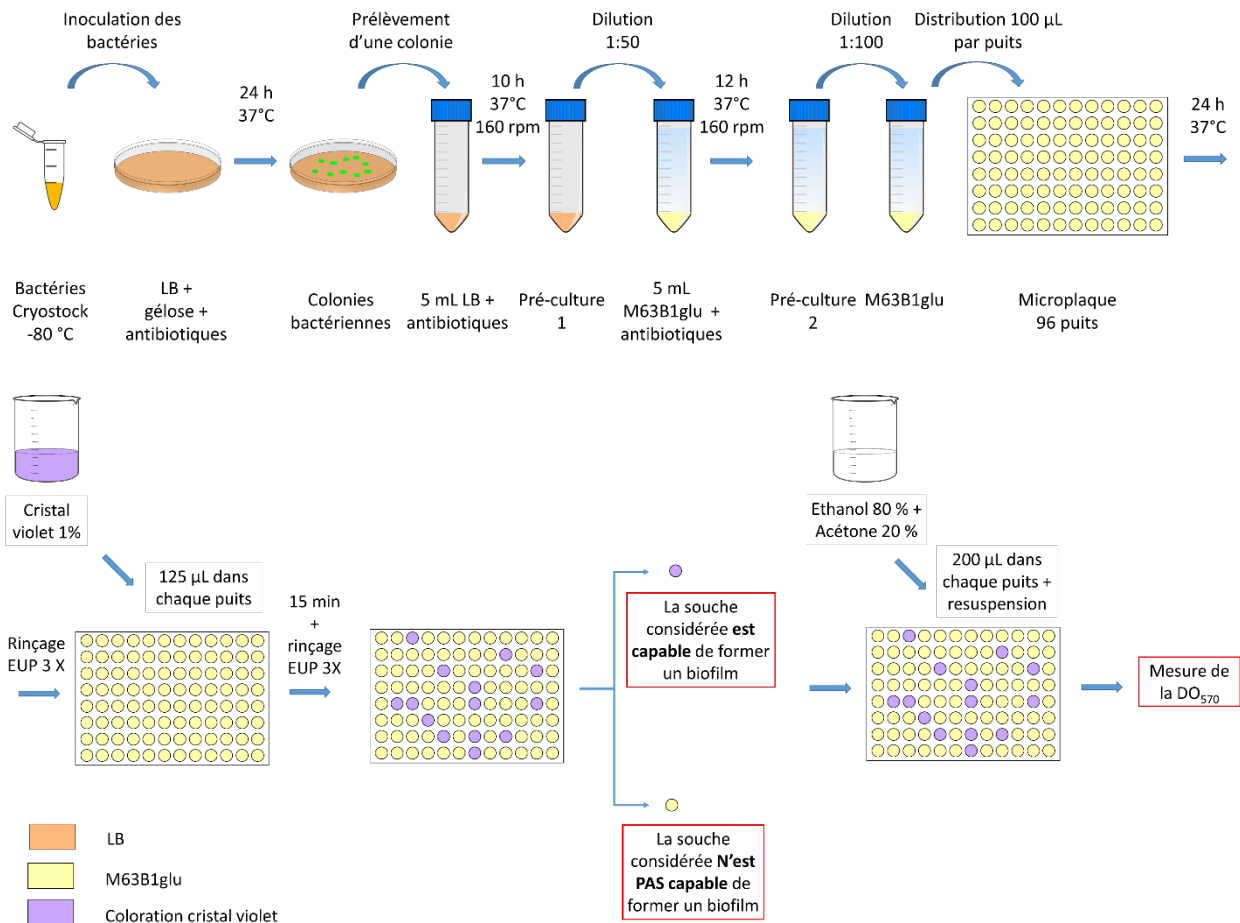 Inoculation des
bactéries
Prélèvement
d'une colonie
Dilution
1:50
Dilution
1:100
Distribution 100 µL
par puits
24 h
37°C
10 h
37°C
160 rpm
12 h
37°C
160 rpm
24 h
37°C
Bactéries
Cryostock
-80 °C
LB +
gélose +
antibiotiques
Colonies
bactériennes
5 mL LB +
antibiotiques
Pré-culture
1
5 mL
M63B1glu +
antibiotiques
Pré-culture
2
M63B1glu
Microplaque
96 puits
Cristal
violet 1%
125 µL dans
chaque puits
Rinçage
EUP 3 X
15 min
+
rinçage
EUP 3X
La souche
considérée est
capable de former
un biofilm
La souche
considérée N'est
PAS capable de
former un biofilm
Ethanol 80 % +
Acétone 20 %
200 µL dans
chaque puits +
resuspension
Mesure de
la DO570
LB
M63B1glu
Coloration cristal violet